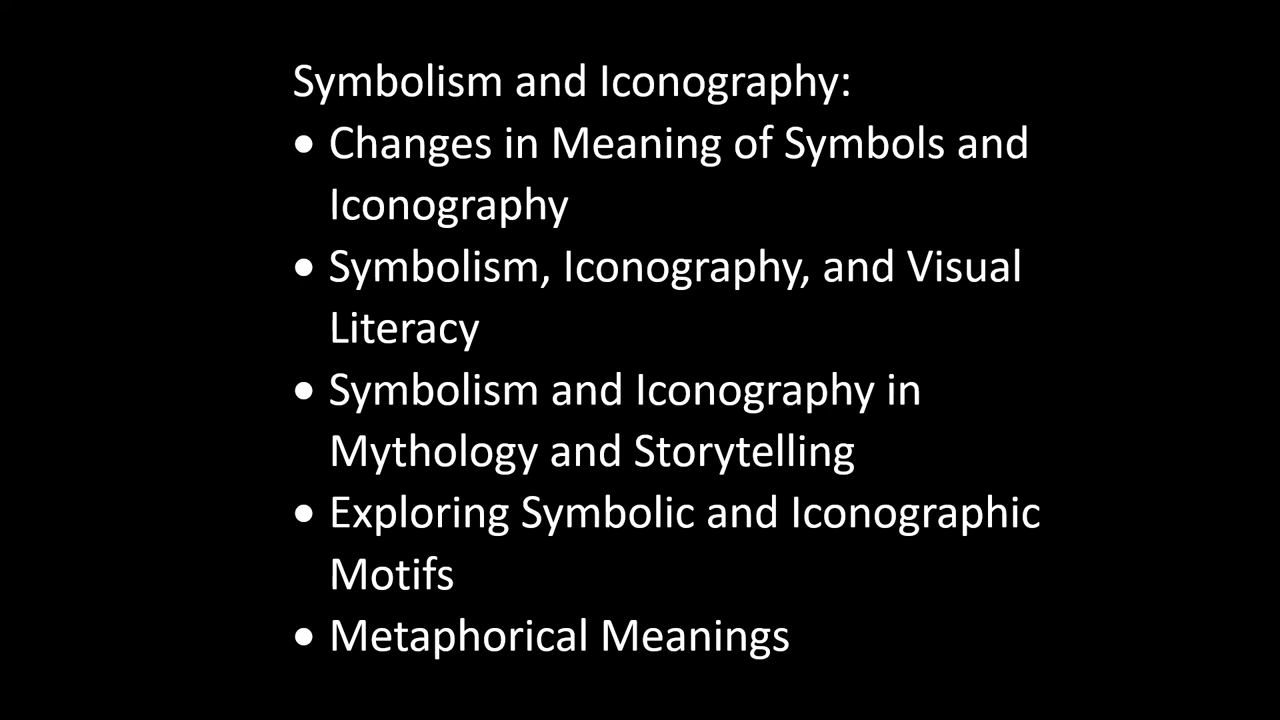 Symbolism and Iconography:
• Changes in Meaning of Symbols and
Iconography
• Symbolism, Iconography, and Visual
Literacy
• Symbolism and Iconography in
Mythology and Storytelling
• Exploring Symbolic and Iconographic
Motifs
• Metaphorical Meanings